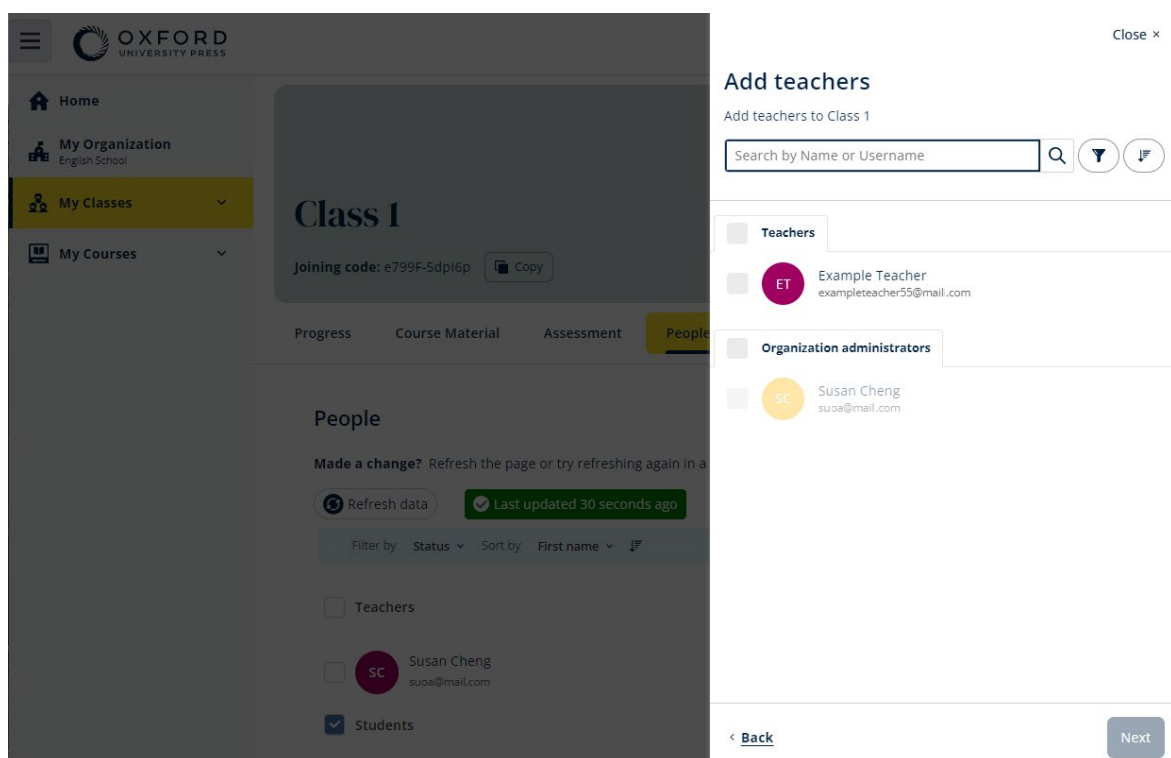 OXFORD
UNIVERSITY PRESS
Home
My Organization
English School
My Classes
My Courses
Class 1
Joining code: e799F-5dpI6p
Copy
Progress
Course Material
Assessment
People
People
Made a change? Refresh the page or try refreshing again in a
Refresh data
Last updated 30 seconds ago
Filter by Status Sort by First name
Teachers
SC
Susan Cheng
supa@mail.com
Students
Close ×
Add teachers
Add teachers to Class 1
Search by Name or Username
Teachers
ET
Example Teacher
exampleteacher55@mail.com
Organization administrators
SC
Susan Cheng
supa@mail.com
< Back
Next